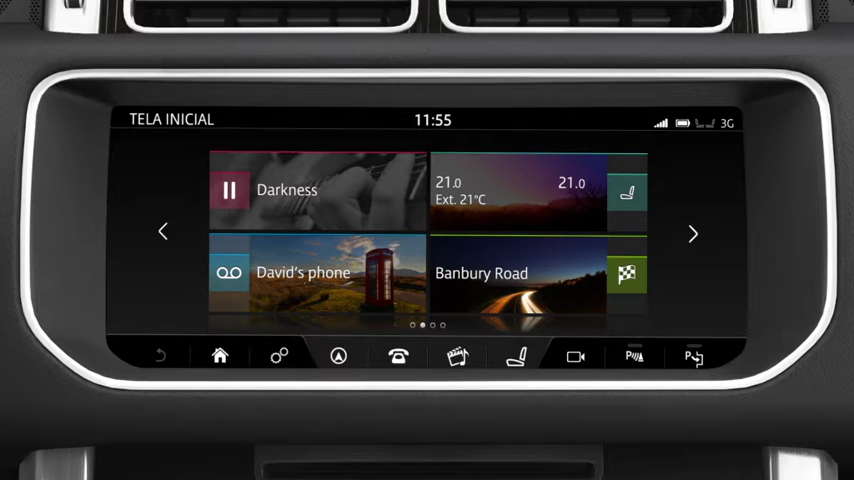 TELA INICIAL
11:55
3G
Darkness
21.0
21.0
Ext. 21°C
David's phone
Banbury Road
P
P